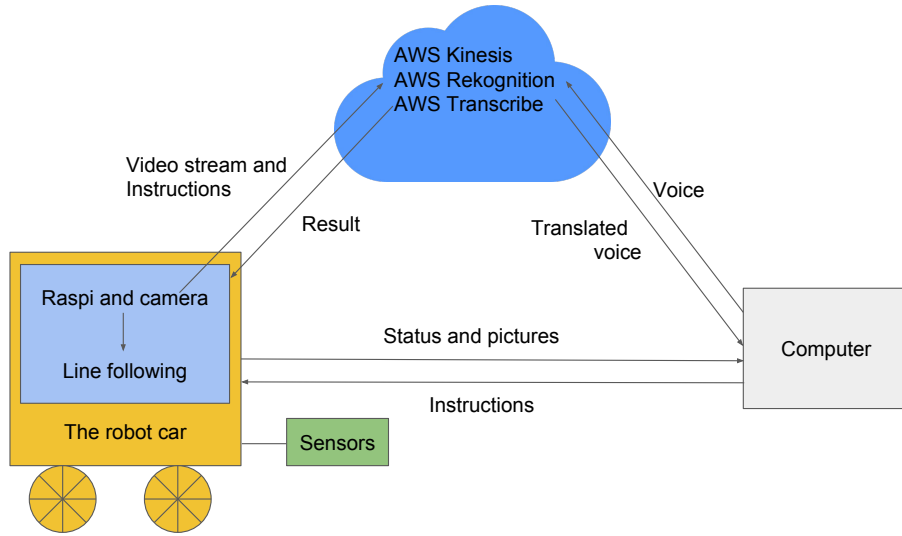 AWS Kinesis
AWS Rekognition
AWS Transcribe
Video stream and
Instructions
Result
Voice
Translated
voice
Raspi and camera
Line following
The robot car
Sensors
Status and pictures
Instructions
Computer